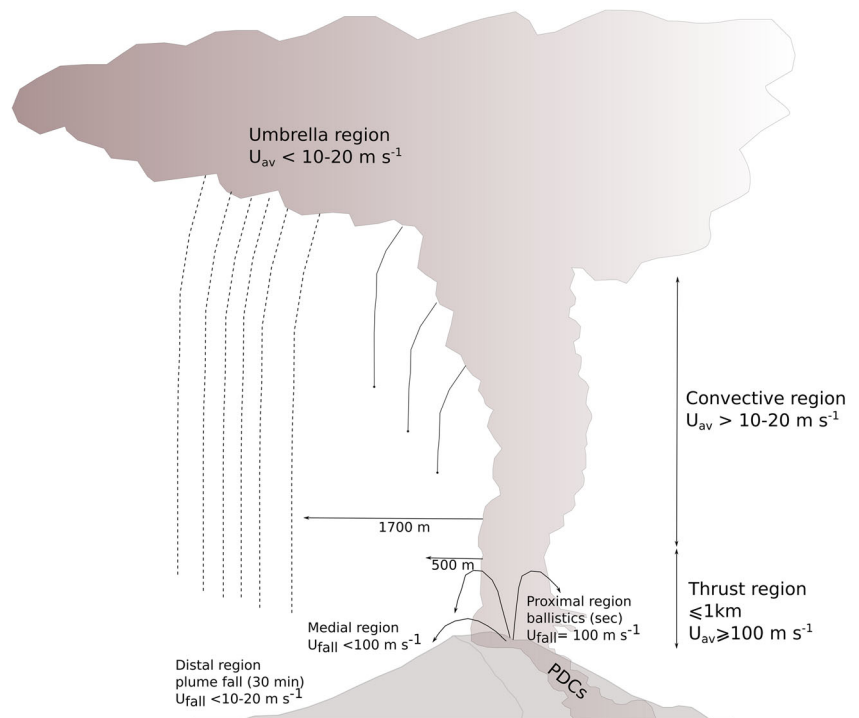 Umbrella region
Uav < 10-20 m s-1
Convective region
Uav > 10-20 m s-1
1700 m
500 m
Thrust region
⩽1km
Uav⩾100 m s-1
Proximal region
ballistics (sec)
Ufall= 100 m s-1
Medial region
Ufall <100 m s-1
Distal region
plume fall (30 min)
Ufall <10-20 m s-1
PDCs